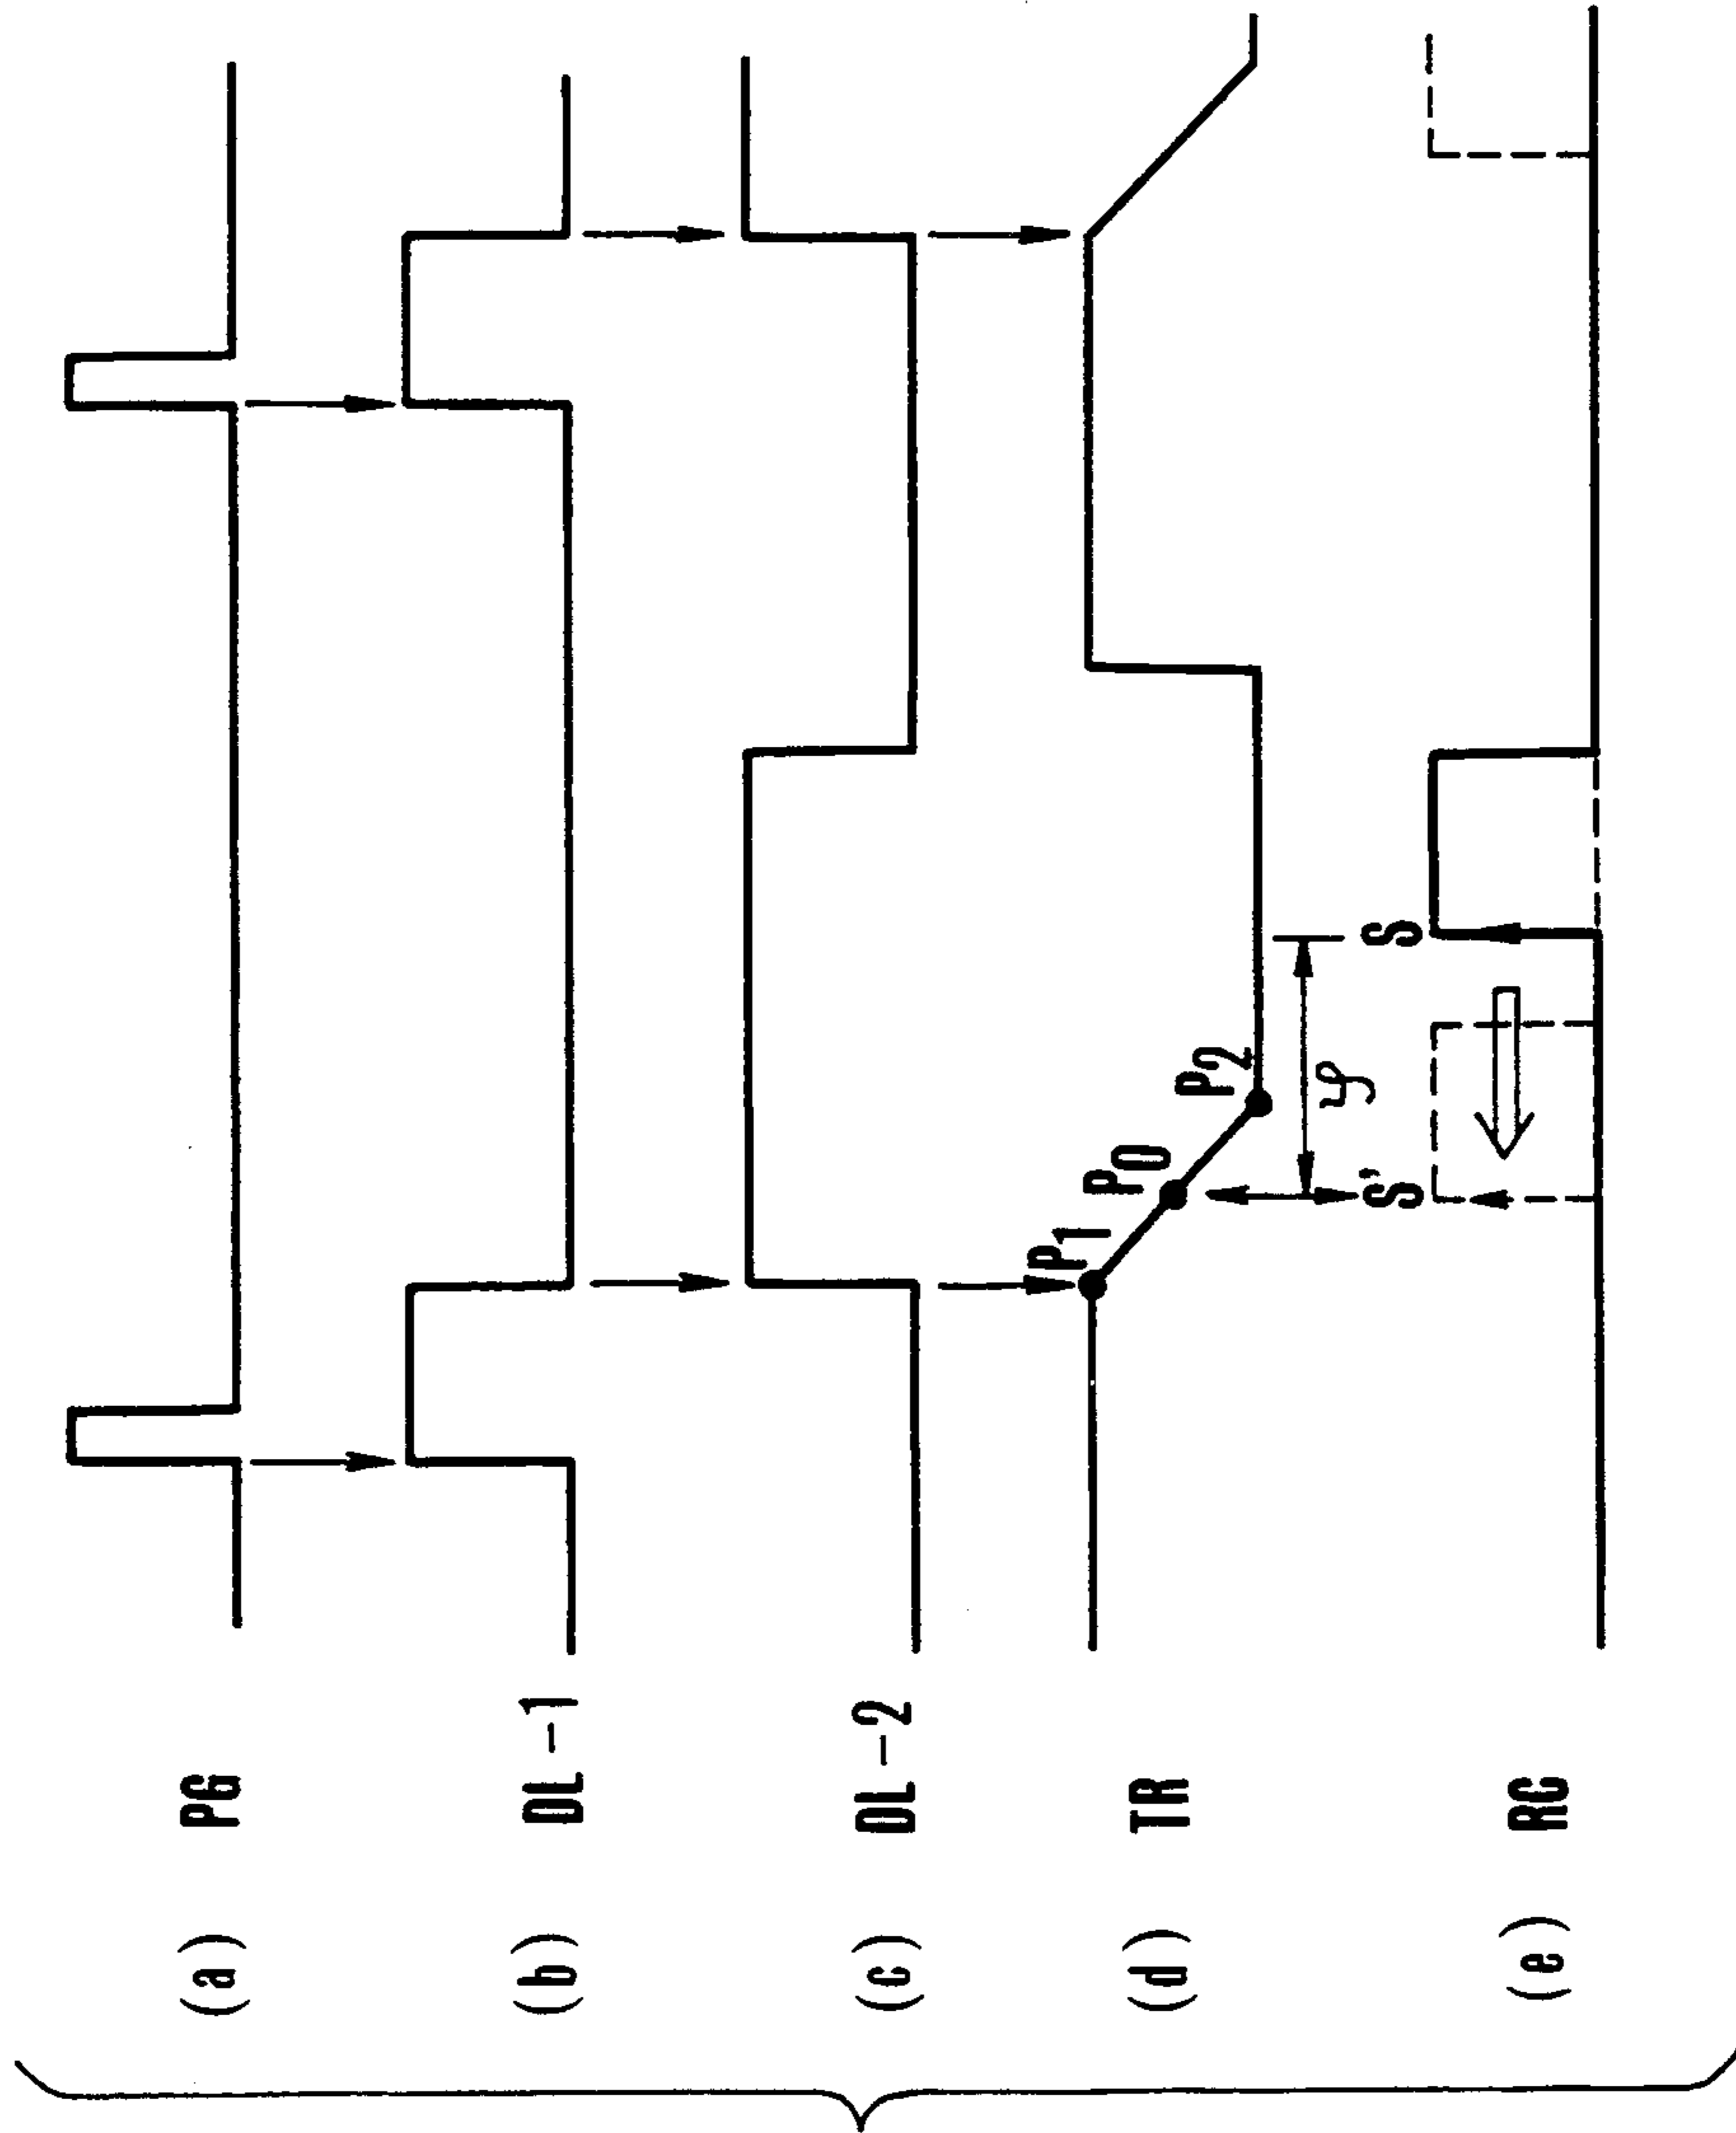 (a) PG
(b) DL-1
(c) DL-2
(d) TR
P1
P0
P2
φ
S'
S
(e) RG